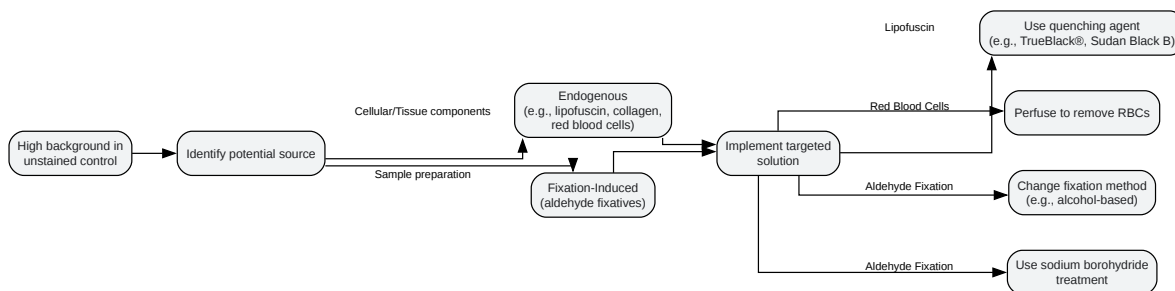 Lipofuscin
Use quenching agent
(e.g., TrueBlack®, Sudan Black B)
Cellular/Tissue components
Endogenous
(e.g., lipofuscin, collagen,
red blood cells)
Red Blood Cells
Perfuse to remove RBCs
High background in
unstained control
Identify potential source
Implement targeted
solution
Sample preparation
Fixation-Induced
(aldehyde fixatives)
Aldehyde Fixation
Change fixation method
(e.g., alcohol-based)
Aldehyde Fixation
Use sodium borohydride
treatment